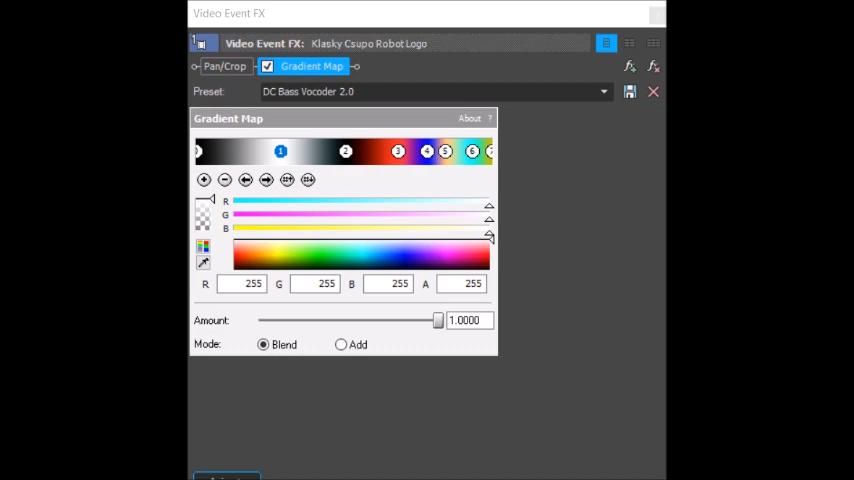 Video Event FX
1
Video Event FX: Klasky Csupo Robot Logo
Pan/Crop Gradient Map
Preset: DC Bass Vocoder 2.0
Gradient Map About ?
1 2 3 4 5 6
R
G
B
R 255 G 255 B 255 A 255
Amount: 1.0000
Mode: Blend Add